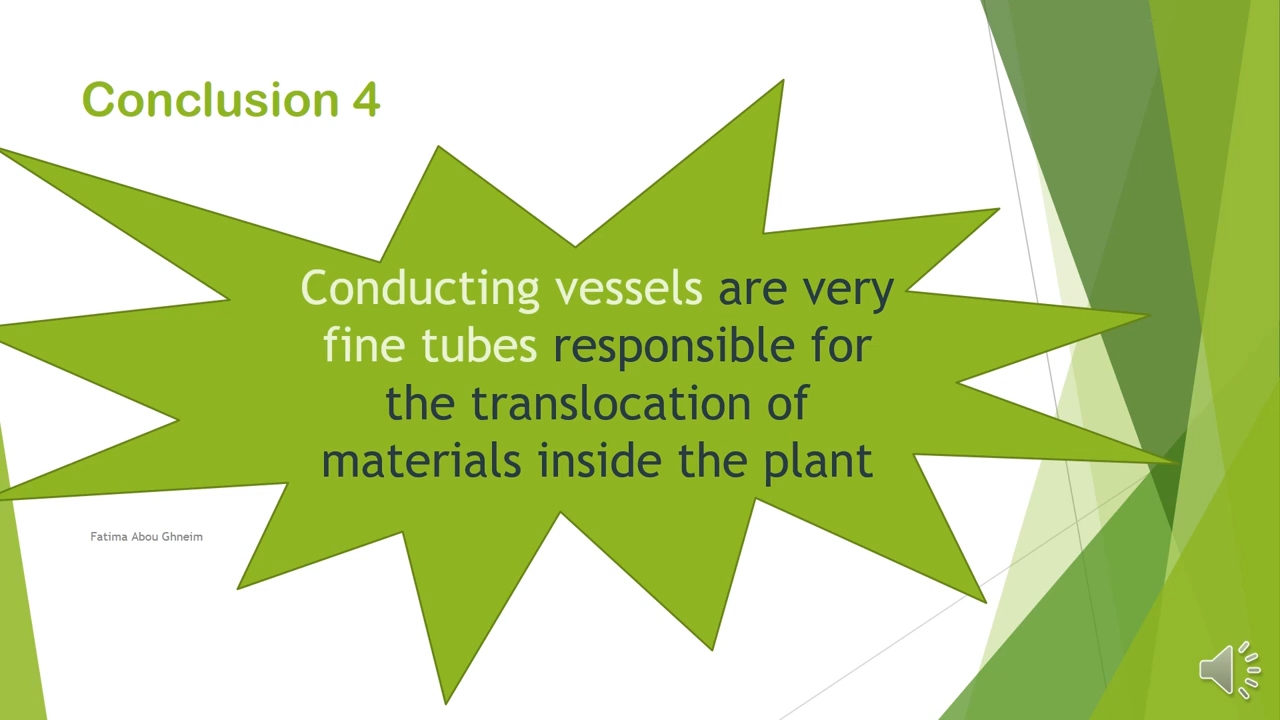 Conclusion 4
Conducting vessels are very
fine tubes responsible for
the translocation of
materials inside the plant
Fatima Abou Ghneim